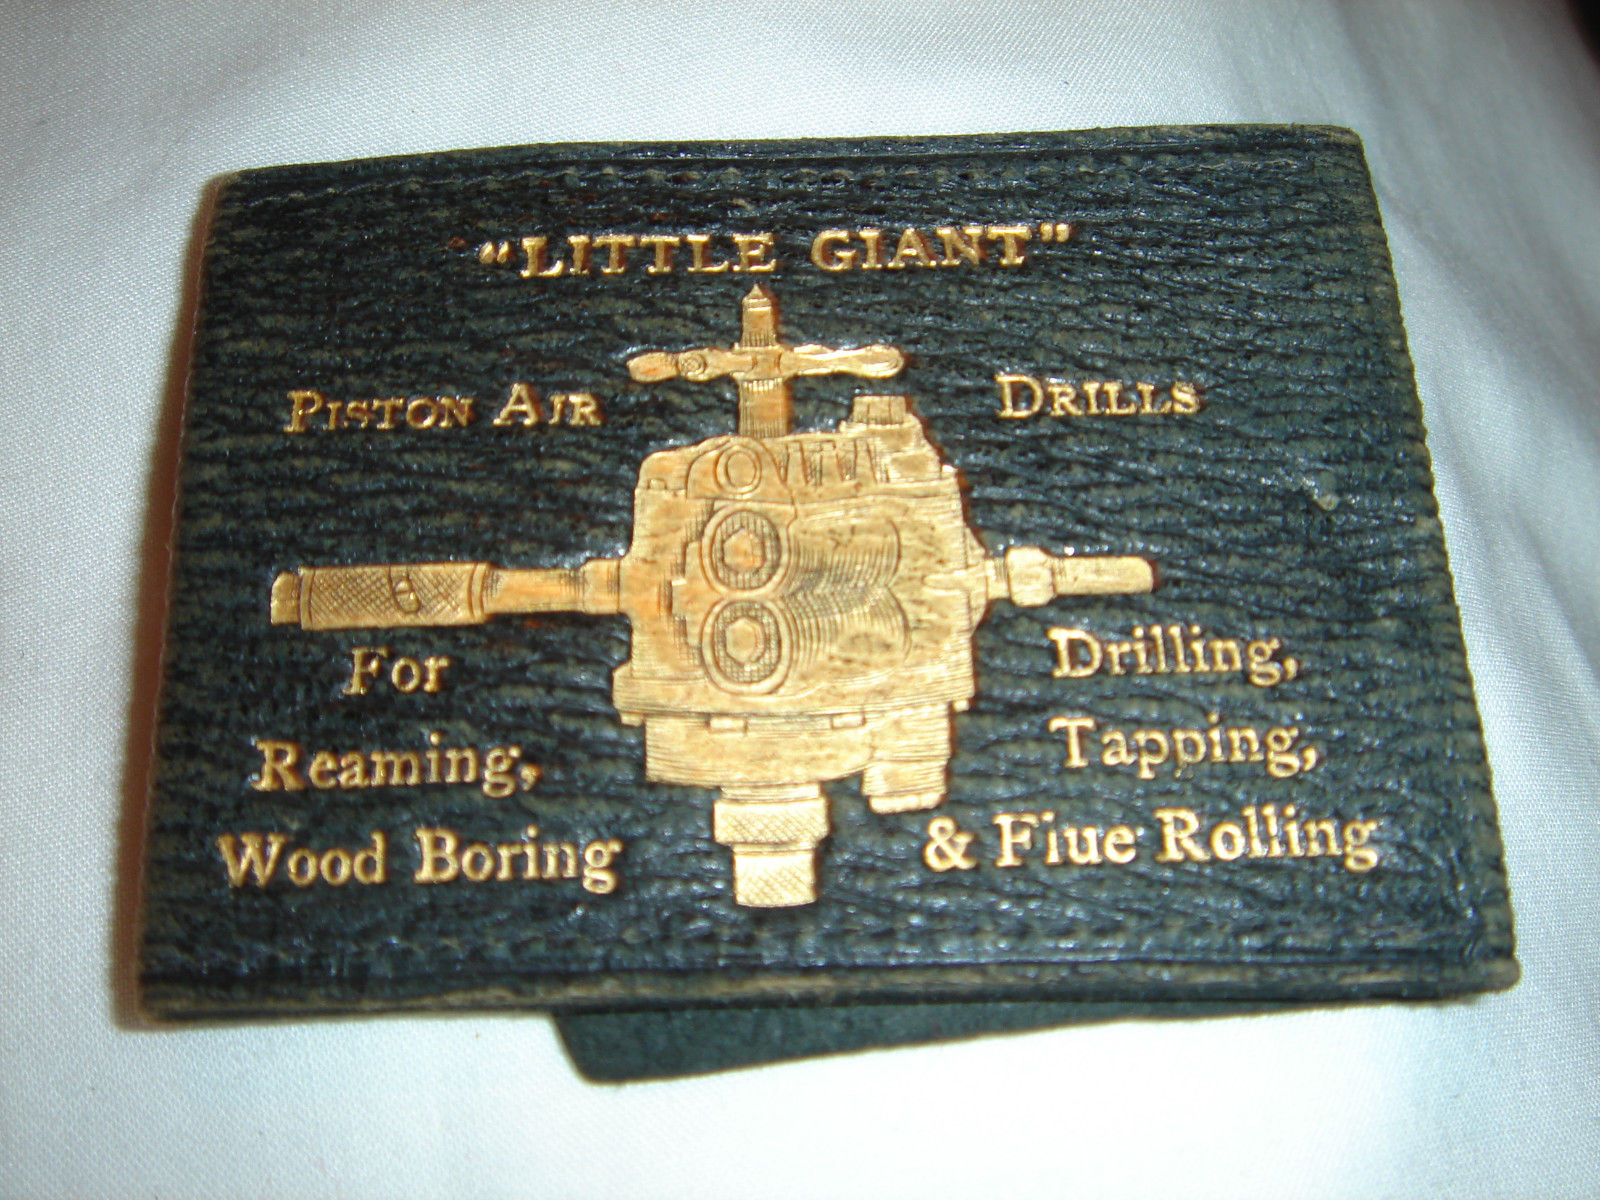 "LITTLE GIANT"
PISTON AIR DRILLS
For
Reaming,
Wood Boring
Drilling,
Tapping,
& Flue Rolling